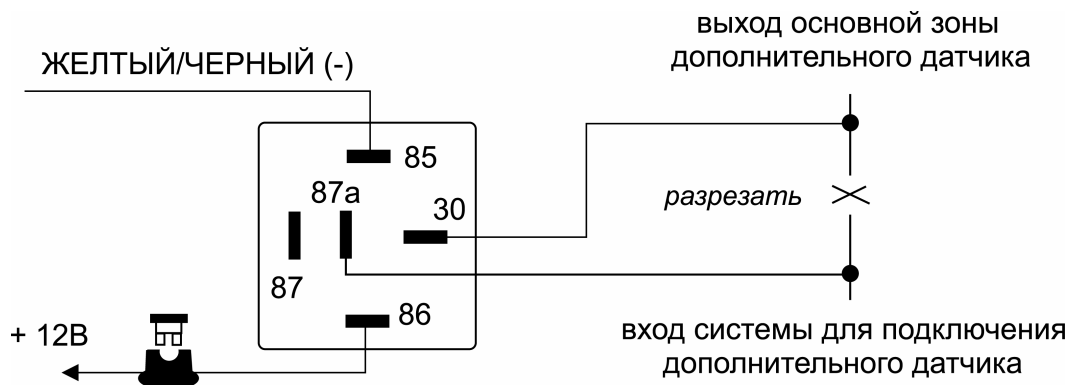 выход основной зоны
дополнительного датчика
ЖЕЛТЫЙ/ЧЕРНЫЙ (-)
85
87а
30
разрезать
87
86
+ 12В
вход системы для подключения
дополнительного датчика